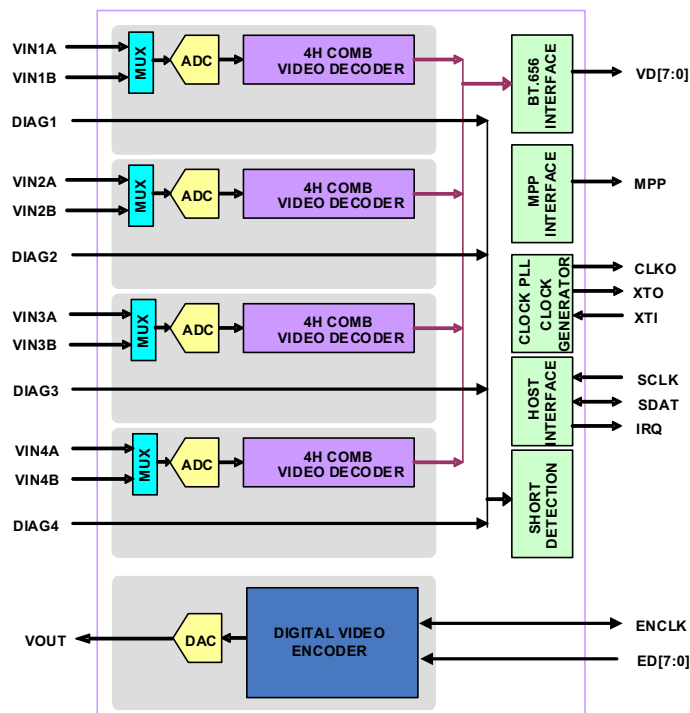 VIN1A
VIN1B
MUX
ADC
4H COMB
VIDEO DECODER
DIAG1
BT.656
INTERFACE
VD[7:0]
VIN2A
VIN2B
MUX
ADC
4H COMB
VIDEO DECODER
DIAG2
MPP
INTERFACE
MPP
VIN3A
VIN3B
MUX
ADC
4H COMB
VIDEO DECODER
DIAG3
CLOCK PLL
CLOCK
GENERATOR
CLKO
XTO
XTI
HOST
INTERFACE
SCLK
SDAT
IRQ
VIN4A
VIN4B
MUX
ADC
4H COMB
VIDEO DECODER
DIAG4
SHORT
DETECTION
VOUT
DAC
DIGITAL VIDEO
ENCODER
ENCLK
ED[7:0]